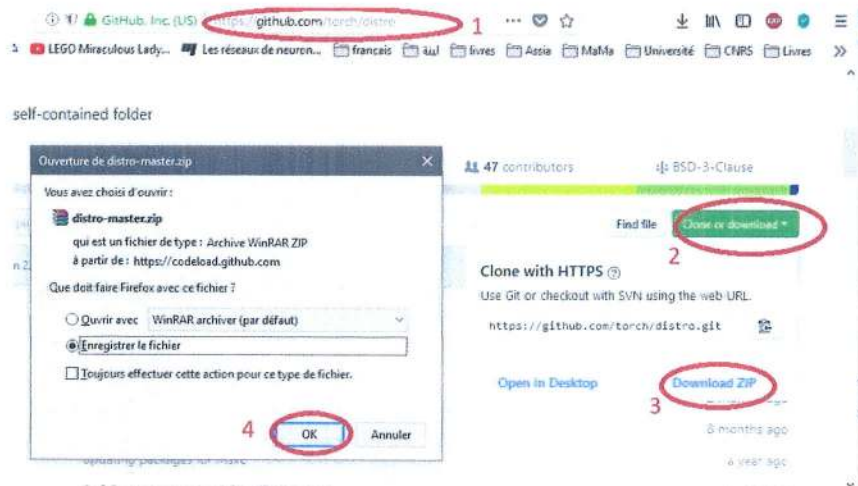 GitHub, Inc. (US) https://github.com/torch/distro 1
LEGO Miraculous Lady... Les réseaux de neuron... francais livres Assia MaMa Université CNRS Livres
self-contained folder
Ouverture de distro-master.zip
Vous avez choisi d'ouvrir :
distro-master.zip
qui est un fichier de type : Archive WinRAR ZIP
à partir de : https://codeload.github.com
Que doit faire Firefox avec ce fichier ?
Ouvrir avec WinRAR archiver (par défaut)
Enregistrer le fichier
Toujours effectuer cette action pour ce type de fichier.
4 OK Annuler
47 contributors BSD-3-Clause
Find file Clone or download
2
Clone with HTTPS
Use Git or checkout with SVN using the web URL.
https://github.com/torch/distro.git
Open in Desktop Download ZIP
3
8 months ago
updating packages for msvc a year ago